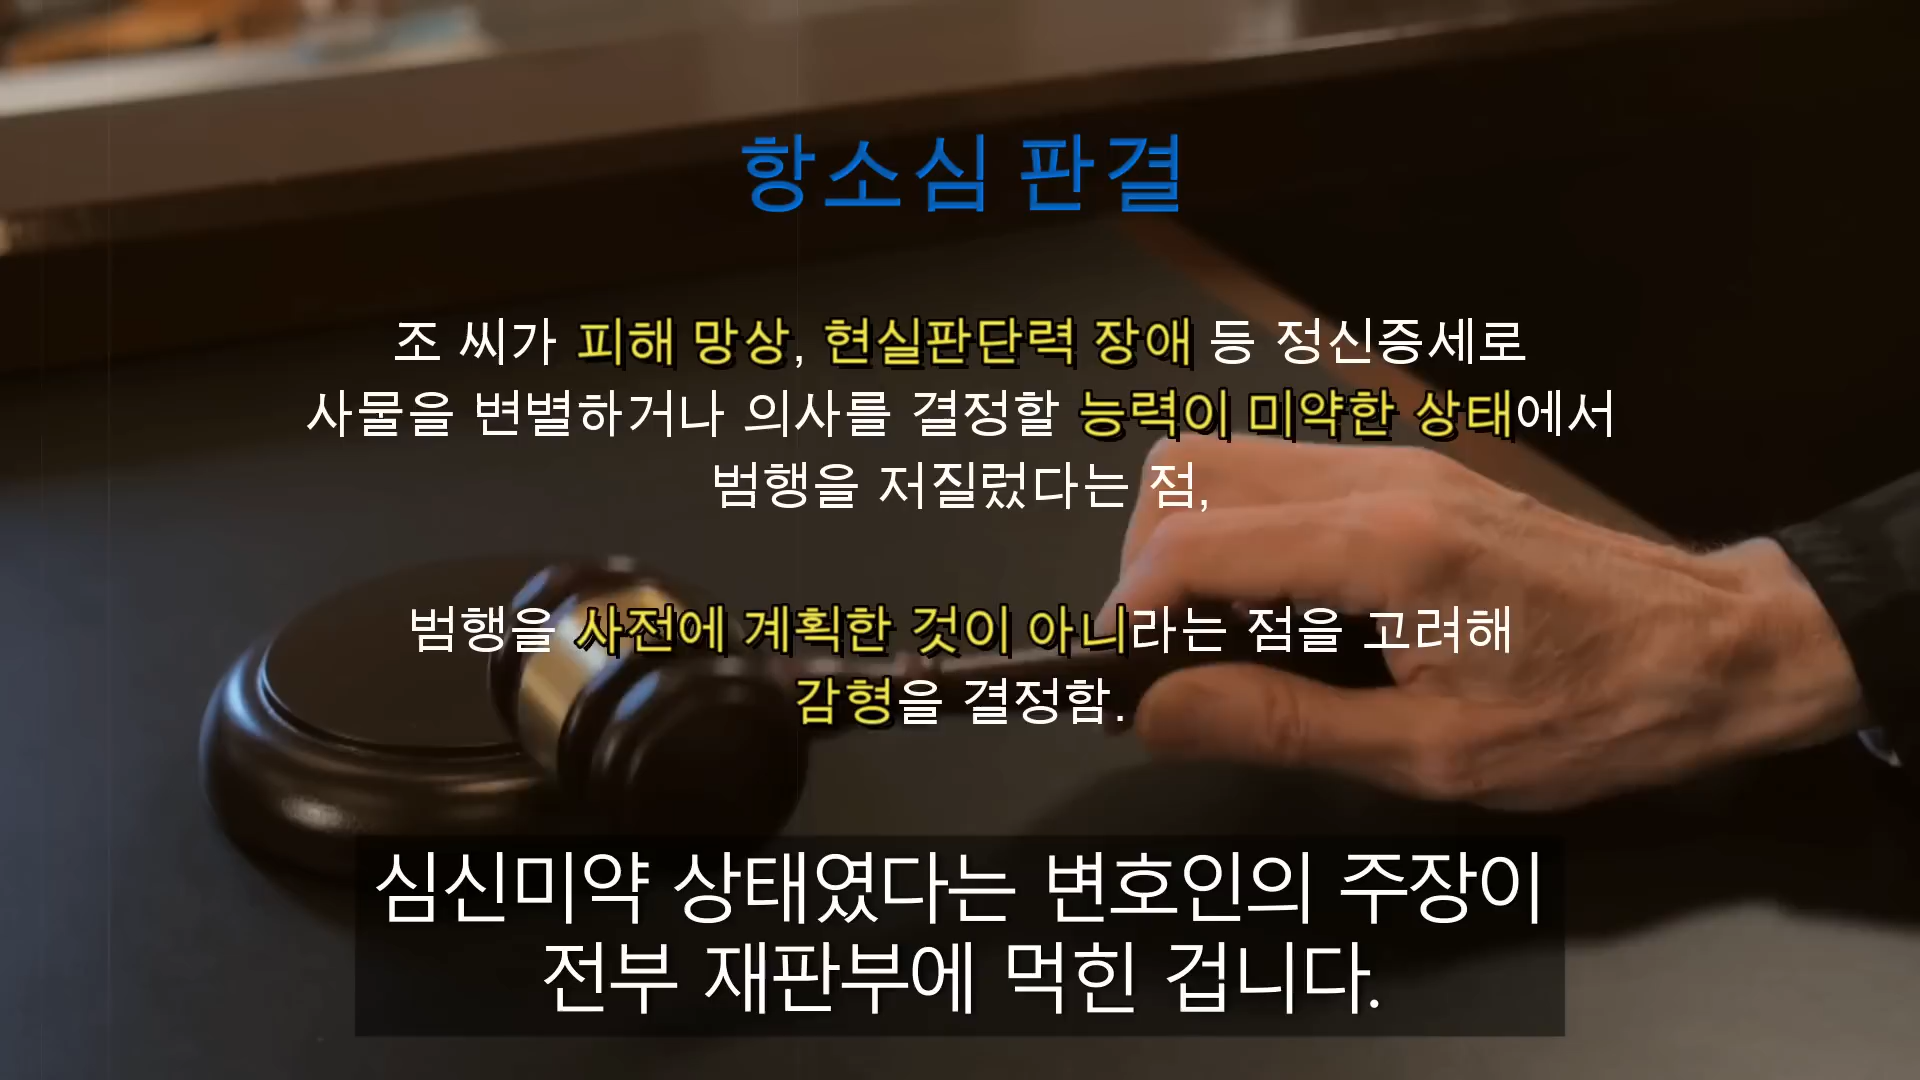 항소심 판결
조 씨가 피해 망상, 현실판단력 장애 등 정신증세로
사물을 변별하거나 의사를 결정할 능력이 미약한 상태에서
범행을 저질렀다는 점,
범행을 사전에 계획한 것이 아니라는 점을 고려해
감형을 결정함.
심신미약 상태였다는 변호인의 주장이
전부 재판부에 먹힌 겁니다.